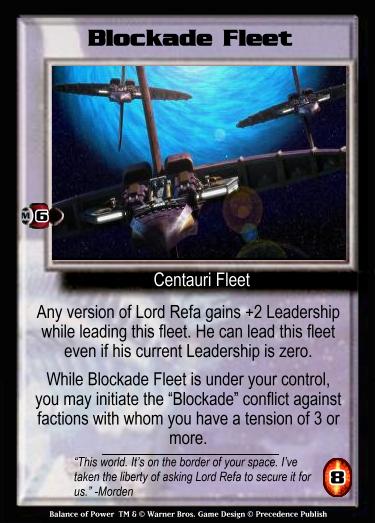 Blockade Fleet
M 6
Centauri Fleet
Any version of Lord Refa gains +2 Leadership
while leading this fleet. He can lead this fleet
even if his current Leadership is zero.
While Blockade Fleet is under your control,
you may initiate the “Blockade” conflict against
factions with whom you have a tension of 3 or
more.
“This world. It’s on the border of your space. I’ve
taken the liberty of asking Lord Refa to secure it for
us.” -Morden
8
Balance of Power TM & © Warner Bros. Game Design © Precedence Publish